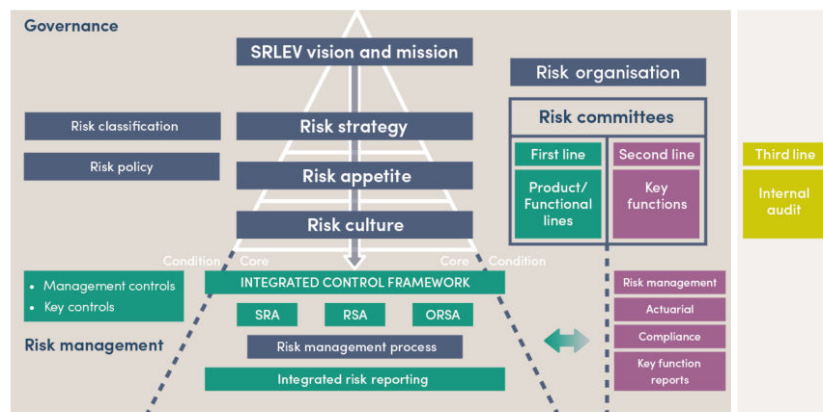 Governance
SRLEV vision and mission
Risk organisation
Risk committees
Risk classification
Risk strategy
First line
Second line
Third line
Risk policy
Risk appetite
Product/
Functional
lines
Key
functions
Internal
audit
Risk culture
Condition
Core
Core
Condition
• Management controls
• Key controls
INTEGRATED CONTROL FRAMEWORK
Risk management
SRA
RSA
ORSA
Actuarial
Risk management
Risk management process
Compliance
Integrated risk reporting
Key function
reports